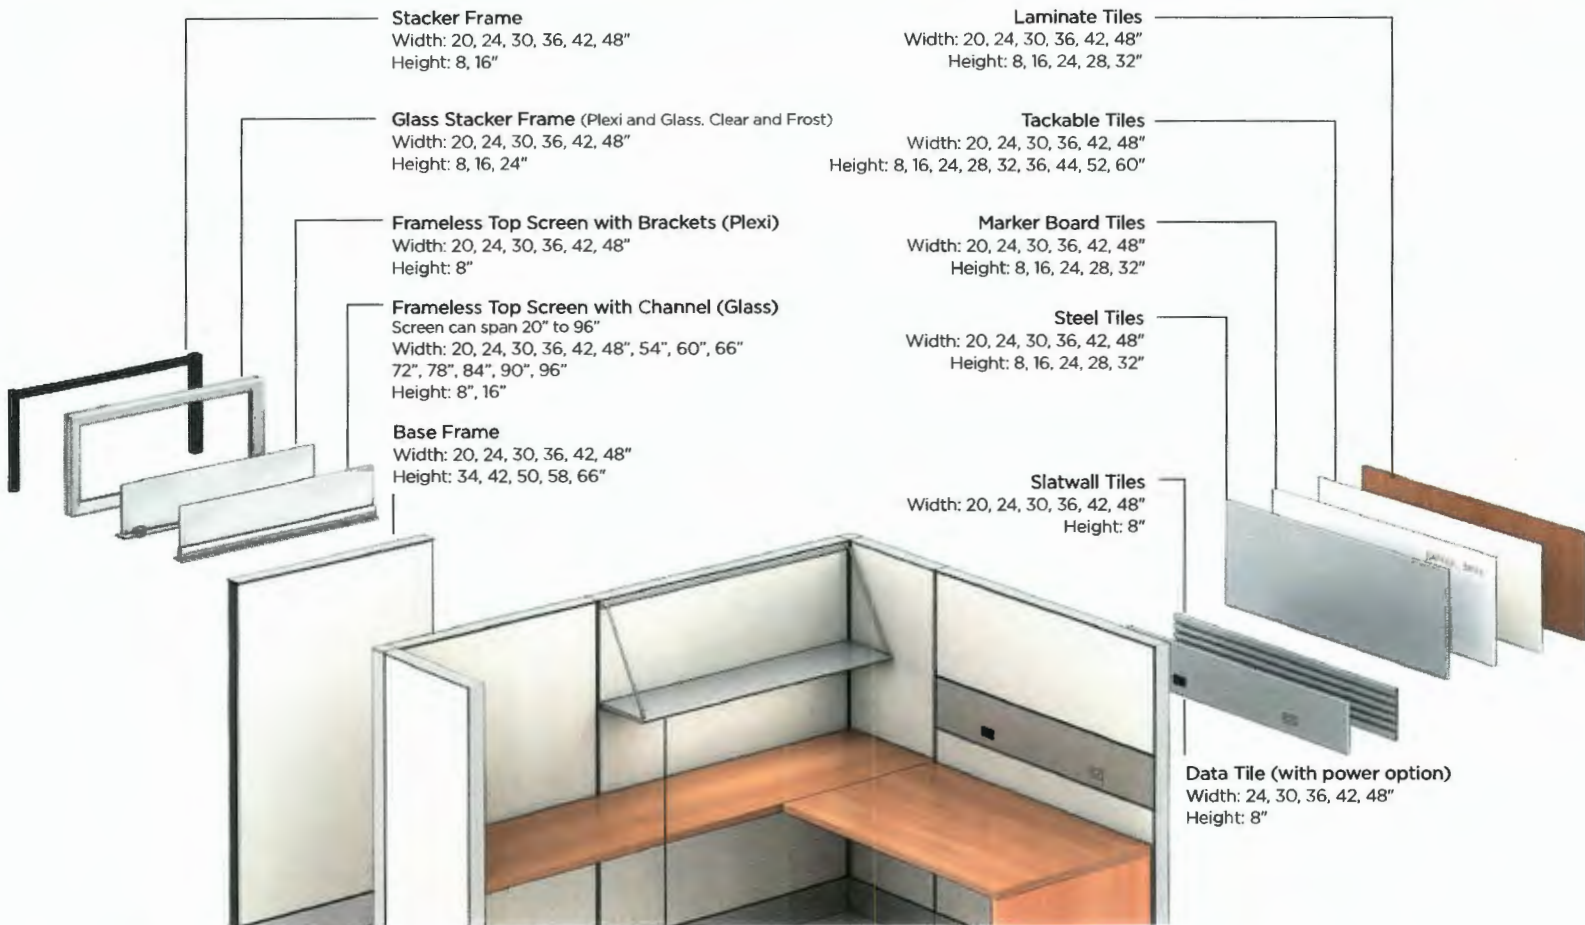 Stacker Frame
Width: 20, 24, 30, 36, 42, 48"
Height: 8, 16"
Glass Stacker Frame (Plexi and Glass. Clear and Frost)
Width: 20, 24, 30, 36, 42, 48"
Height: 8, 16, 24"
Frameless Top Screen with Brackets (Plexi)
Width: 20, 24, 30, 36, 42, 48"
Height: 8"
Frameless Top Screen with Channel (Glass)
Screen can span 20" to 96"
Width: 20, 24, 30, 36, 42, 48", 54", 60", 66"
72", 78", 84", 90", 96"
Height: 8", 16"
Base Frame
Width: 20, 24, 30, 36, 42, 48"
Height: 34, 42, 50, 58, 66"
Laminate Tiles
Width: 20, 24, 30, 36, 42, 48"
Height: 8, 16, 24, 28, 32"
Tackable Tiles
Width: 20, 24, 30, 36, 42, 48"
Height: 8, 16, 24, 28, 32, 36, 44, 52, 60"
Marker Board Tiles
Width: 20, 24, 30, 36, 42, 48"
Height: 8, 16, 24, 28, 32"
Steel Tiles
Width: 20, 24, 30, 36, 42, 48"
Height: 8, 16, 24, 28, 32"
Slatwall Tiles
Width: 20, 24, 30, 36, 42, 48"
Height: 8"
Data Tile (with power option)
Width: 24, 30, 36, 42, 48"
Height: 8"